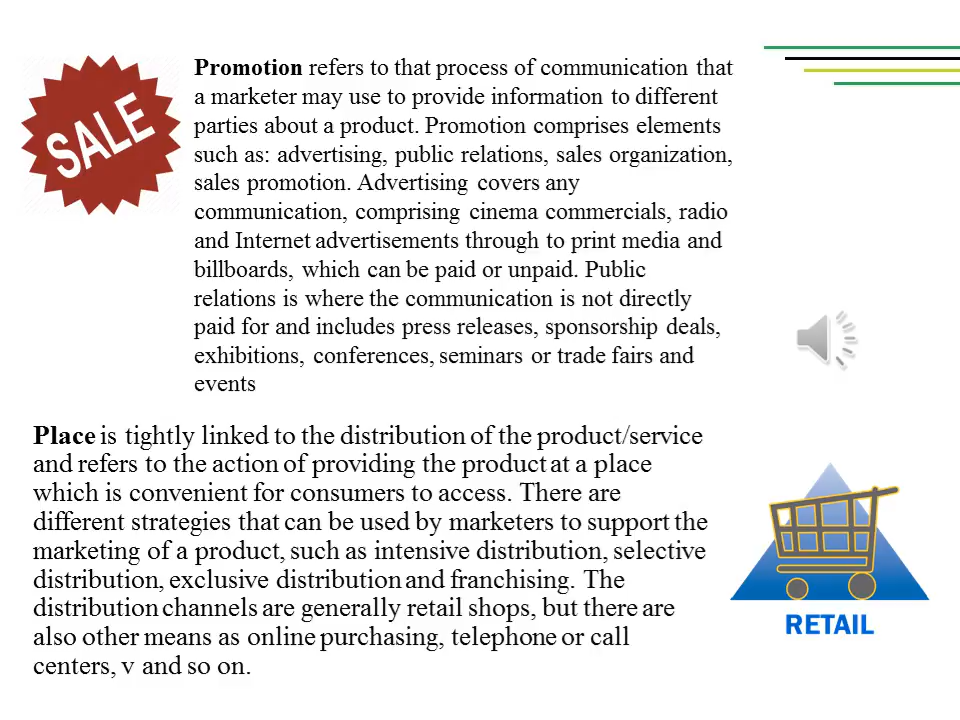 SALE
Promotion refers to that process of communication that
a marketer may use to provide information to different
parties about a product. Promotion comprises elements
such as: advertising, public relations, sales organization,
sales promotion. Advertising covers any
communication, comprising cinema commercials, radio
and Internet advertisements through to print media and
billboards, which can be paid or unpaid. Public
relations is where the communication is not directly
paid for and includes press releases, sponsorship deals,
exhibitions, conferences, seminars or trade fairs and
events
Place is tightly linked to the distribution of the product/service
and refers to the action of providing the product at a place
which is convenient for consumers to access. There are
different strategies that can be used by marketers to support the
marketing of a product, such as intensive distribution, selective
distribution, exclusive distribution and franchising. The
distribution channels are generally retail shops, but there are
also other means as online purchasing, telephone or call
centers, v and so on.
RETAIL